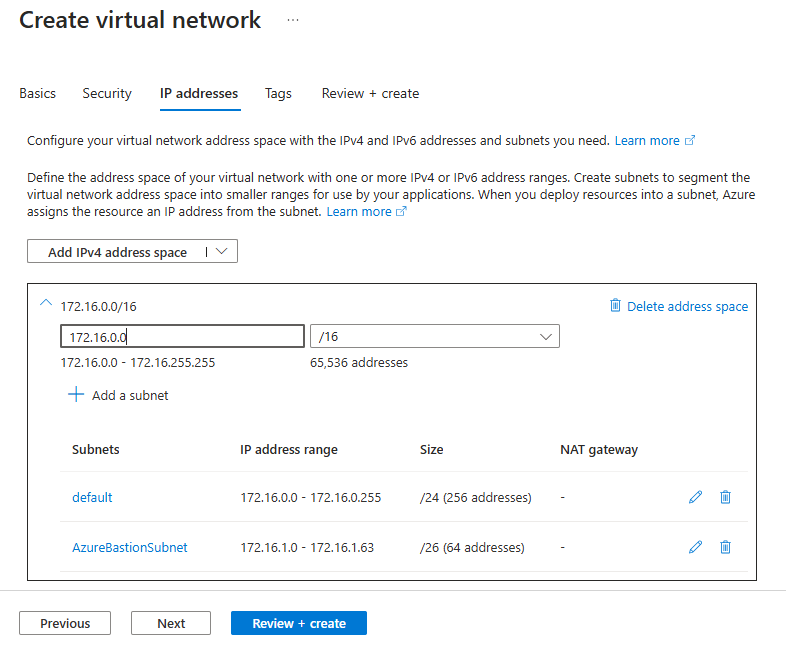 Create virtual network ...
Basics Security IP addresses Tags Review + create
Configure your virtual network address space with the IPv4 and IPv6 addresses and subnets you need. Learn more
Define the address space of your virtual network with one or more IPv4 or IPv6 address ranges. Create subnets to segment the
virtual network address space into smaller ranges for use by your applications. When you deploy resources into a subnet, Azure
assigns the resource an IP address from the subnet. Learn more
Add IPv4 address space
172.16.0.0/16 Delete address space
172.16.0.0 /16
172.16.0.0 - 172.16.255.255 65,536 addresses
Add a subnet
Subnets IP address range Size NAT gateway
default 172.16.0.0 - 172.16.0.255 /24 (256 addresses) -
AzureBastionSubnet 172.16.1.0 - 172.16.1.63 /26 (64 addresses) -
Previous Next Review + create